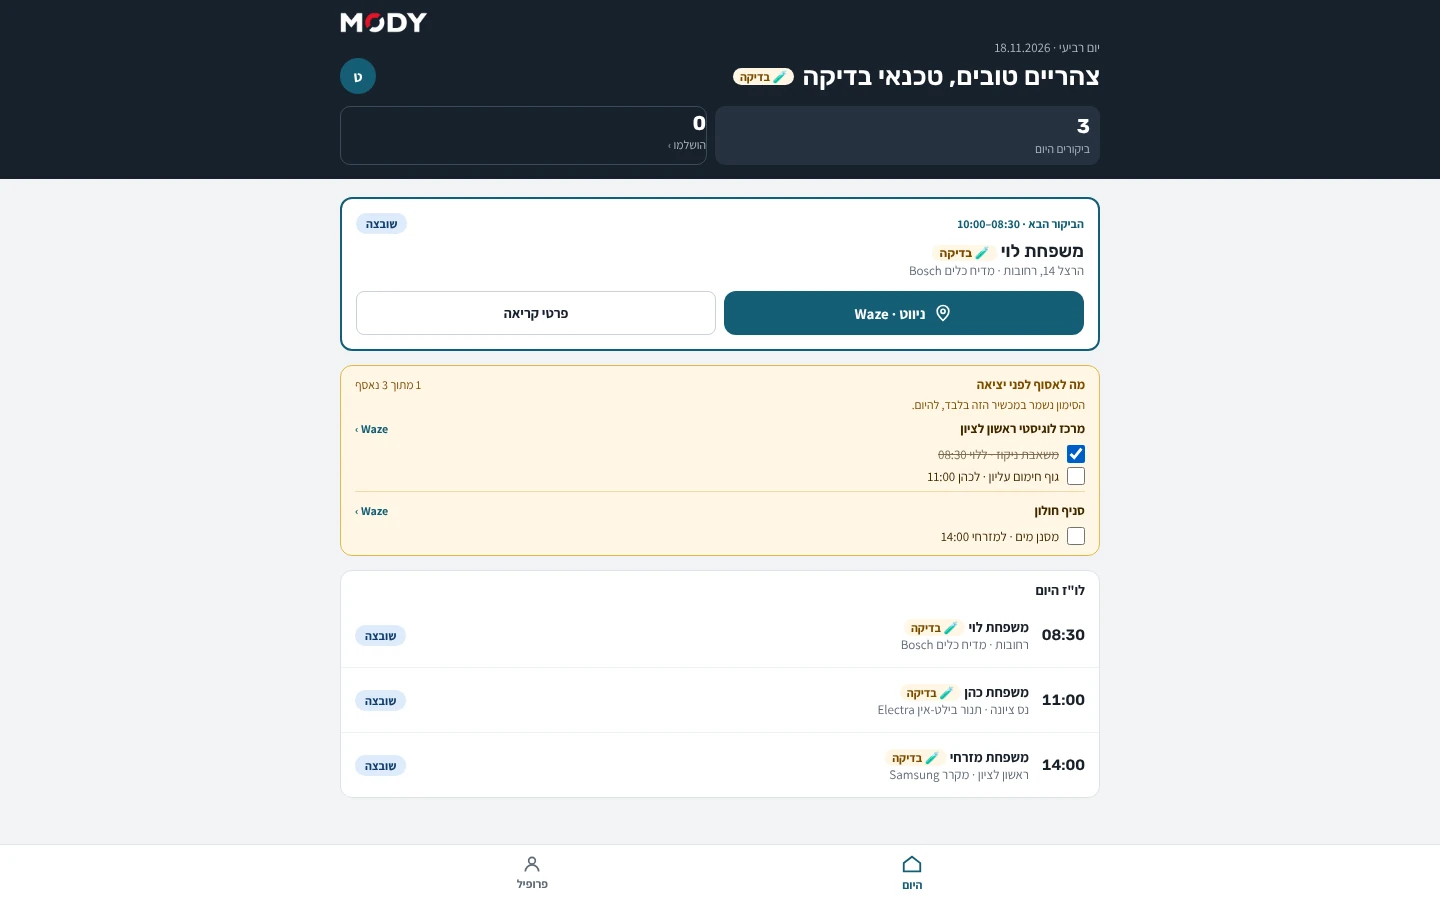 MODY
יום רביעי · 18.11.2026
צהריים טובים, טכנאי בדיקה 🧪 בדיקה
ט
3
ביקורים היום
0
הושלמו ›
הביקור הבא · 08:30–10:00
שובצה
משפחת לוי 🧪 בדיקה
הרצל 14, רחובות · מדיח כלים Bosch
ניווט · Waze
פרטי קריאה
מה לאסוף לפני יציאה
1 מתוך 3 נאסף
הסימון נשמר במכשיר הזה בלבד, להיום.
מרכז לוגיסטי ראשון לציון
Waze ›
משאבת ניקוז · ללוי 08:30
גוף חימום עליון · לכהן 11:00
סניף חולון
Waze ›
מסנן מים · למזרחי 14:00
לו"ז היום
08:30
משפחת לוי 🧪 בדיקה
רחובות · מדיח כלים Bosch
שובצה
11:00
משפחת כהן 🧪 בדיקה
נס ציונה · תנור בילט-אין Electra
שובצה
14:00
משפחת מזרחי 🧪 בדיקה
ראשון לציון · מקרר Samsung
שובצה
היום
פרופיל